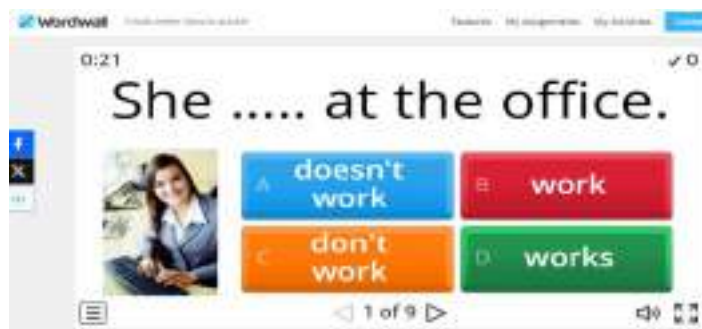 Wordwall
Features My Assignments My Activities
0:21
✓ 0
She ..... at the office.
A doesn't work
B work
C don't work
D works
1 of 9